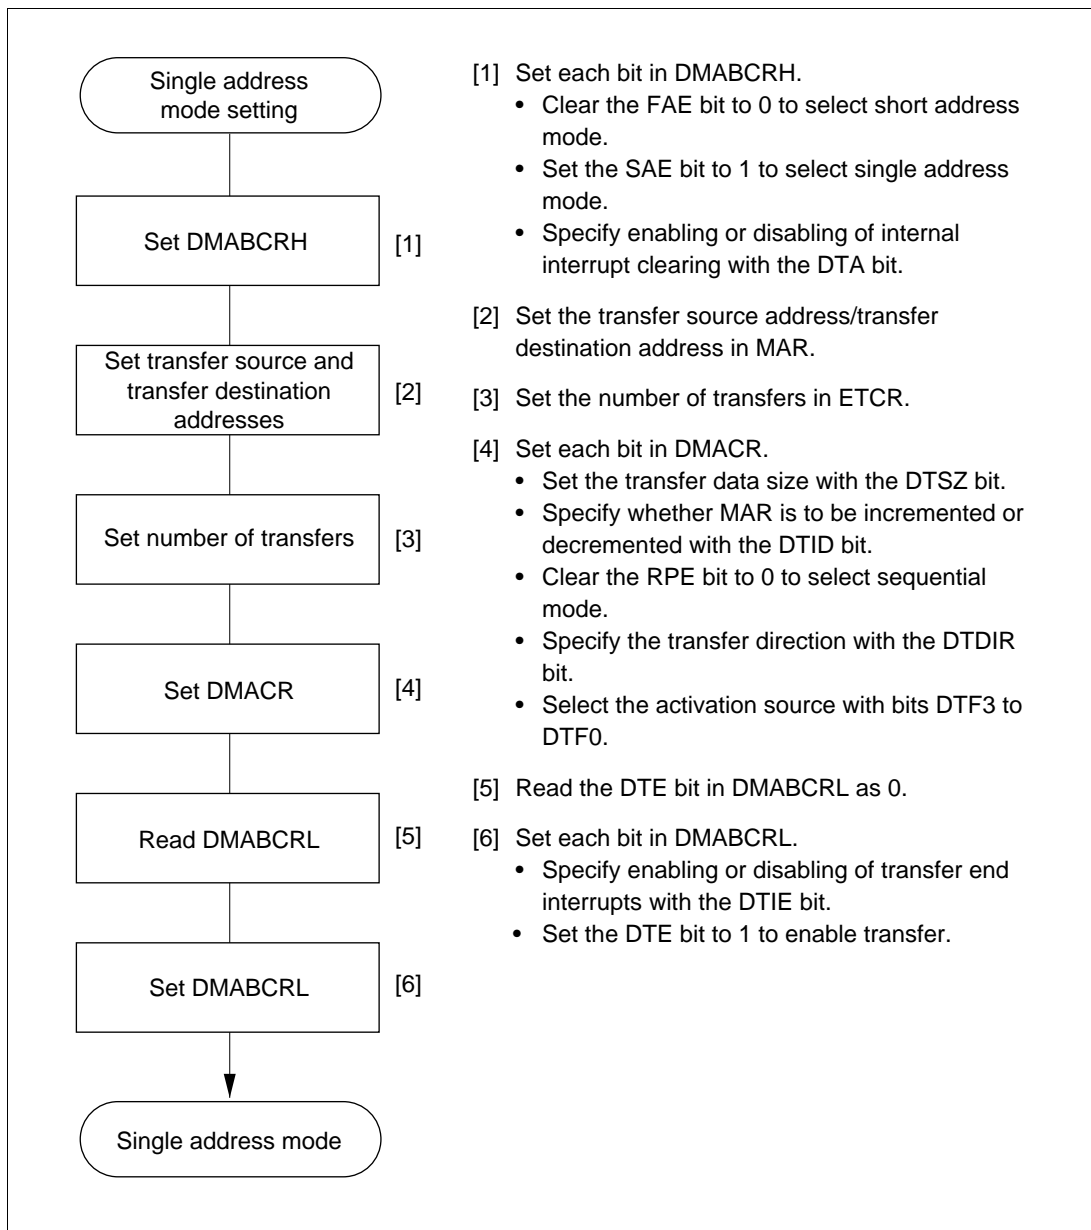 Single address
mode setting
Set DMABCRH
[1]
Set transfer source and
transfer destination
addresses
[2]
Set number of transfers
[3]
Set DMACR
[4]
Read DMABCRL
[5]
Set DMABCRL
[6]
Single address mode
[1] Set each bit in DMABCRH.
• Clear the FAE bit to 0 to select short address
mode.
• Set the SAE bit to 1 to select single address
mode.
• Specify enabling or disabling of internal
interrupt clearing with the DTA bit.
[2] Set the transfer source address/transfer
destination address in MAR.
[3] Set the number of transfers in ETCR.
[4] Set each bit in DMACR.
• Set the transfer data size with the DTSZ bit.
• Specify whether MAR is to be incremented or
decremented with the DTID bit.
• Clear the RPE bit to 0 to select sequential
mode.
• Specify the transfer direction with the DTDIR
bit.
• Select the activation source with bits DTF3 to
DTF0.
[5] Read the DTE bit in DMABCRL as 0.
[6] Set each bit in DMABCRL.
• Specify enabling or disabling of transfer end
interrupts with the DTIE bit.
• Set the DTE bit to 1 to enable transfer.